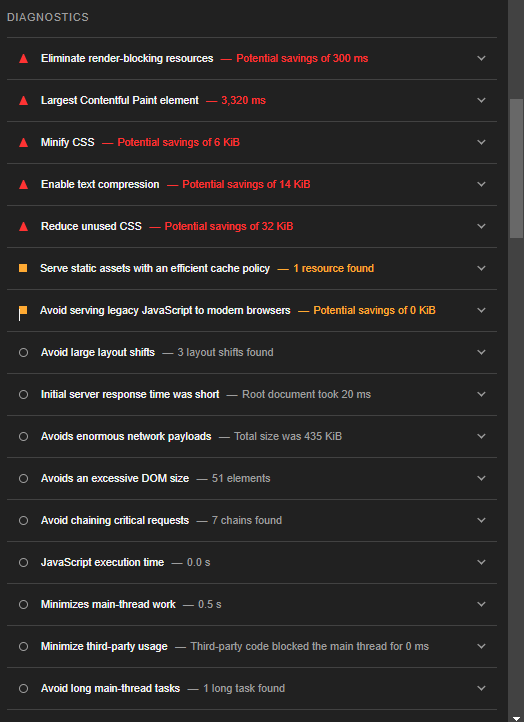 DIAGNOSTICS
Eliminate render-blocking resources — Potential savings of 300 ms
Largest Contentful Paint element — 3,320 ms
Minify CSS — Potential savings of 6 KiB
Enable text compression — Potential savings of 14 KiB
Reduce unused CSS — Potential savings of 32 KiB
Serve static assets with an efficient cache policy — 1 resource found
Avoid serving legacy JavaScript to modern browsers — Potential savings of 0 KiB
Avoid large layout shifts — 3 layout shifts found
Initial server response time was short — Root document took 20 ms
Avoids enormous network payloads — Total size was 435 KiB
Avoids an excessive DOM size — 51 elements
Avoid chaining critical requests — 7 chains found
JavaScript execution time — 0.0 s
Minimizes main-thread work — 0.5 s
Minimize third-party usage — Third-party code blocked the main thread for 0 ms
Avoid long main-thread tasks — 1 long task found